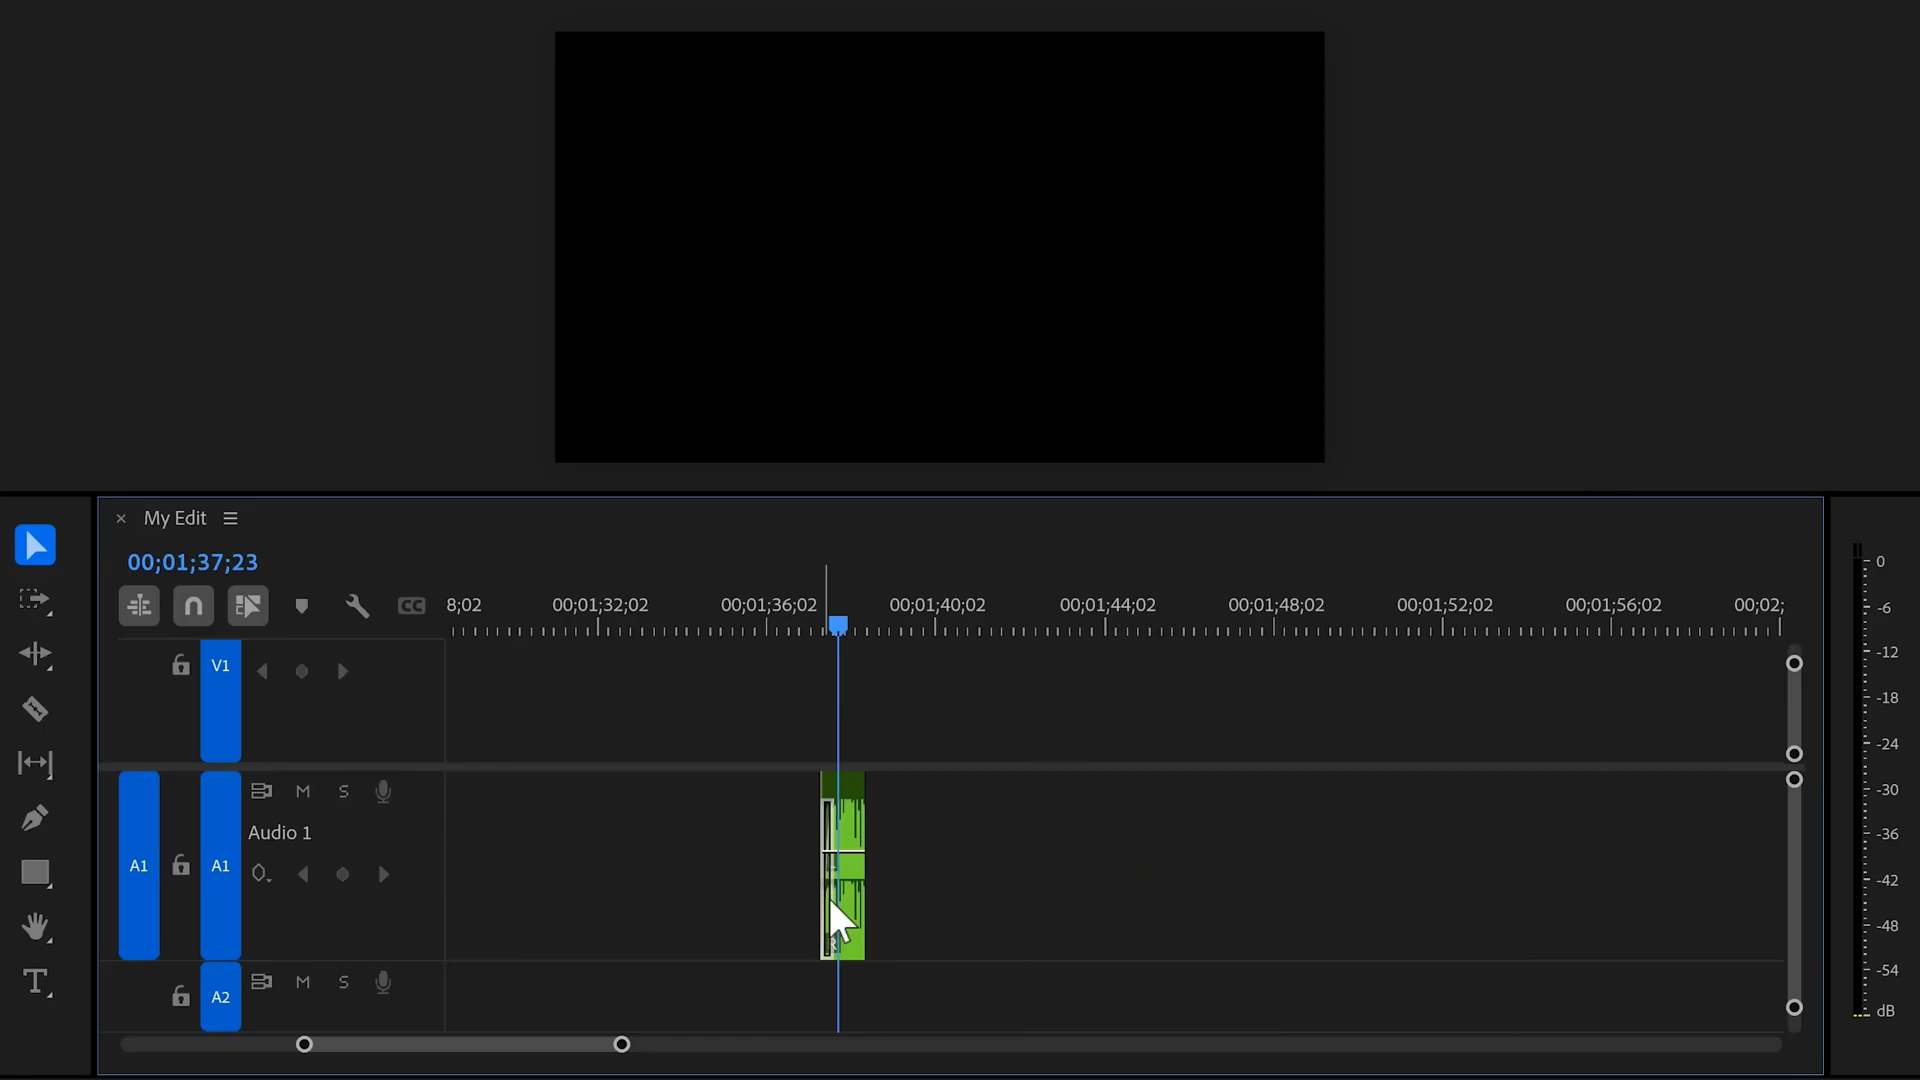 × My Edit
00;01;37;23
CC
8;02 00;01;32;02 00;01;36;02 00;01;40;02 00;01;44;02 00;01;48;02 00;01;52;02 00;01;56;02 00;02;
V1
M S
Audio 1
A1 A1
R
M S
A2
T
0
-6
-12
-18
-24
-30
-36
-42
-48
-54
dB